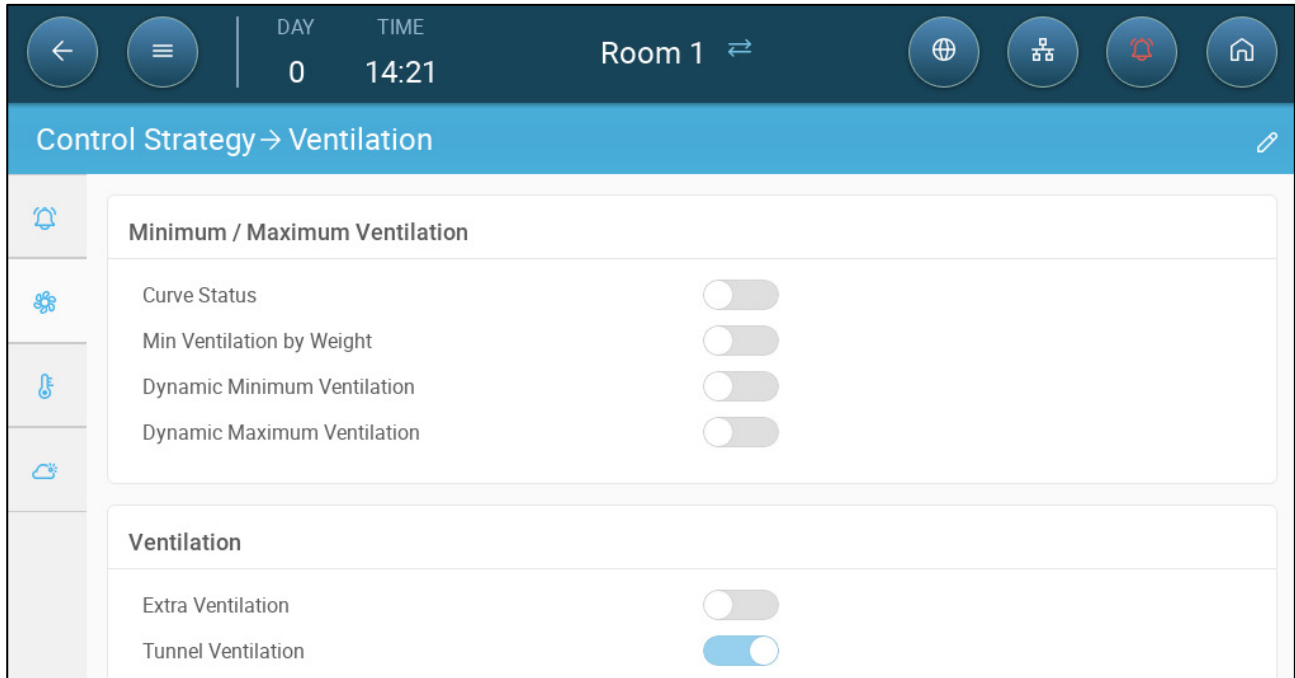 DAY TIME
0 14:21
Room 1
Control Strategy → Ventilation
Minimum / Maximum Ventilation
Curve Status
Min Ventilation by Weight
Dynamic Minimum Ventilation
Dynamic Maximum Ventilation
Ventilation
Extra Ventilation
Tunnel Ventilation